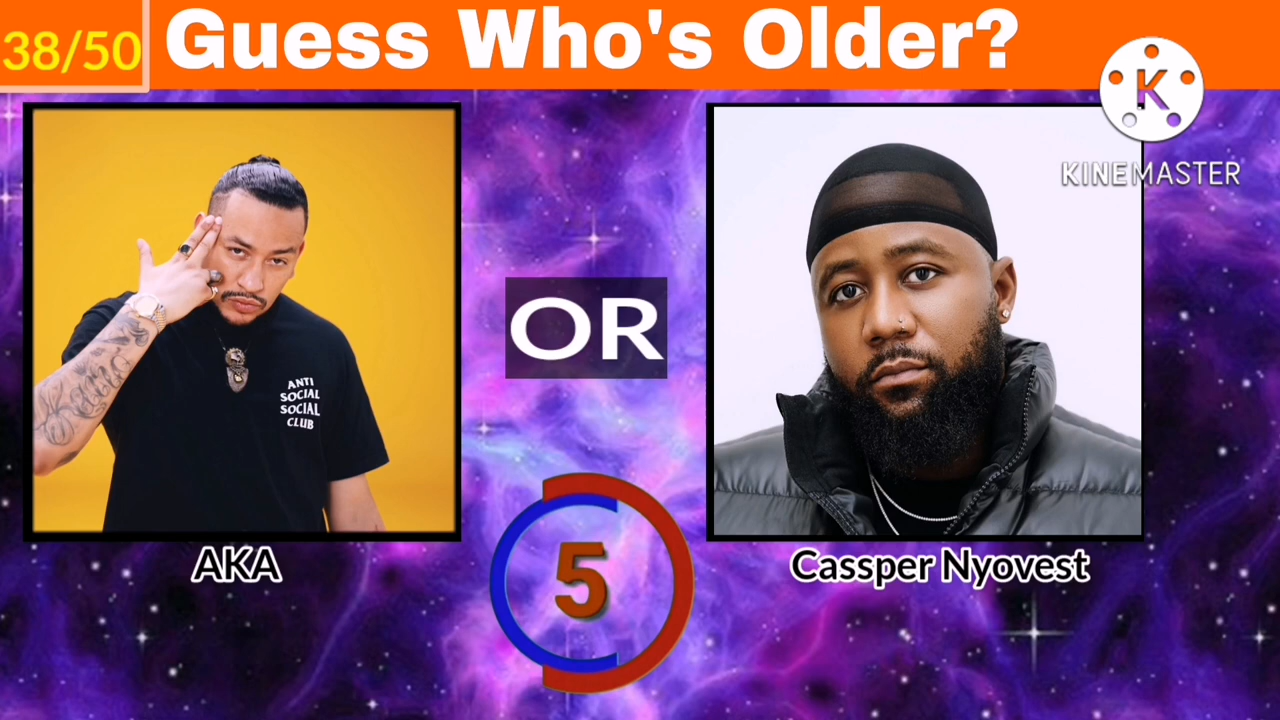 38/50
Guess Who's Older?
K
KINEMASTER
OR
ANTI
SOCIAL
SOCIAL
CLUB
5
AKA
Cassper Nyovest